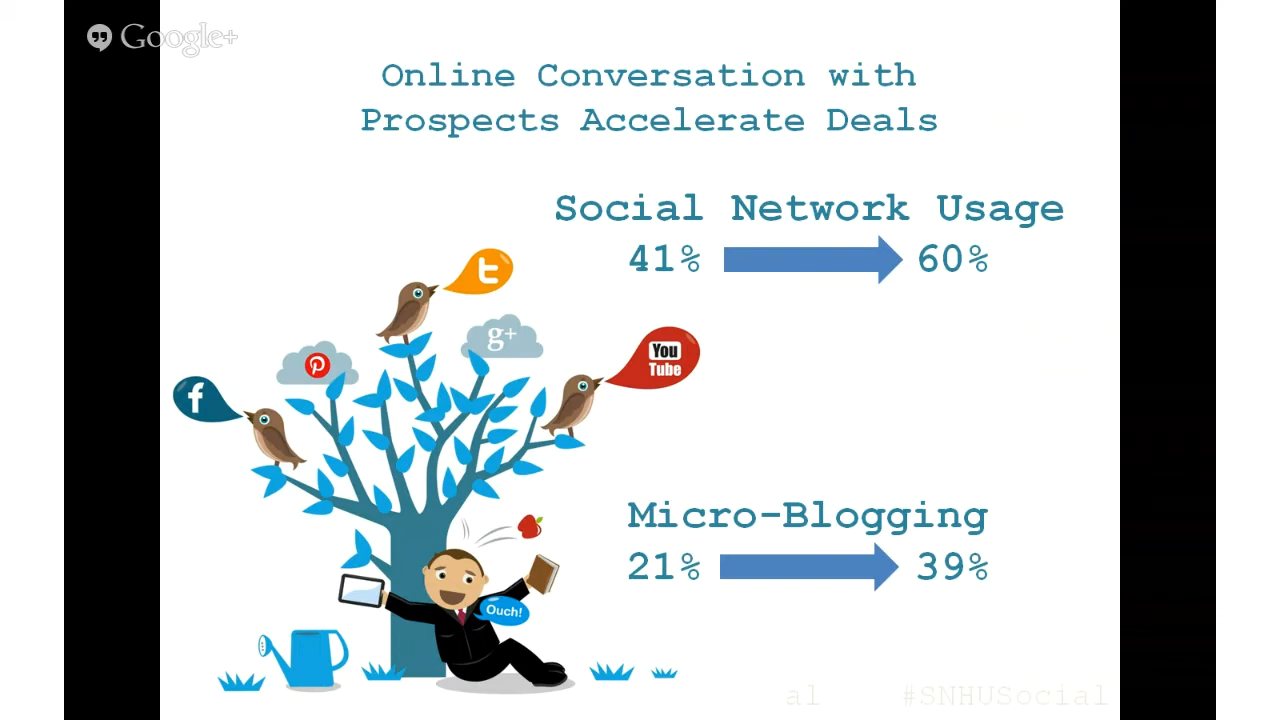 Google+
Online Conversation with
Prospects Accelerate Deals
Social Network Usage
41% 60%
t
g+
You
Tube
f
Micro-Blogging
21% 39%
Ouch!
al #SNHUSocial